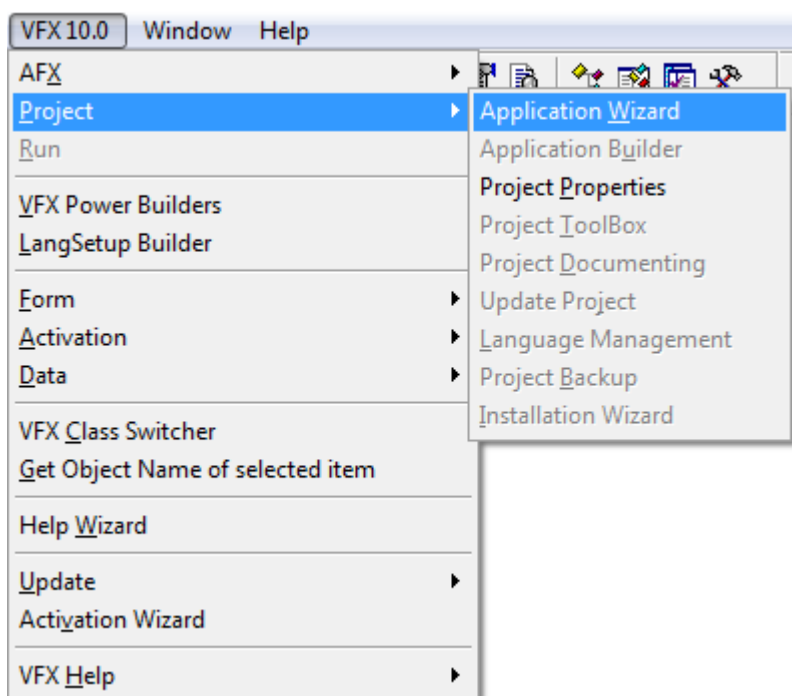 VFX 10.0 Window Help
AFX
Project
Run
VFX Power Builders
LangSetup Builder
Form
Activation
Data
VFX Class Switcher
Get Object Name of selected item
Help Wizard
Update
Activation Wizard
VFX Help
Application Wizard
Application Builder
Project Properties
Project ToolBox
Project Documenting
Update Project
Language Management
Project Backup
Installation Wizard